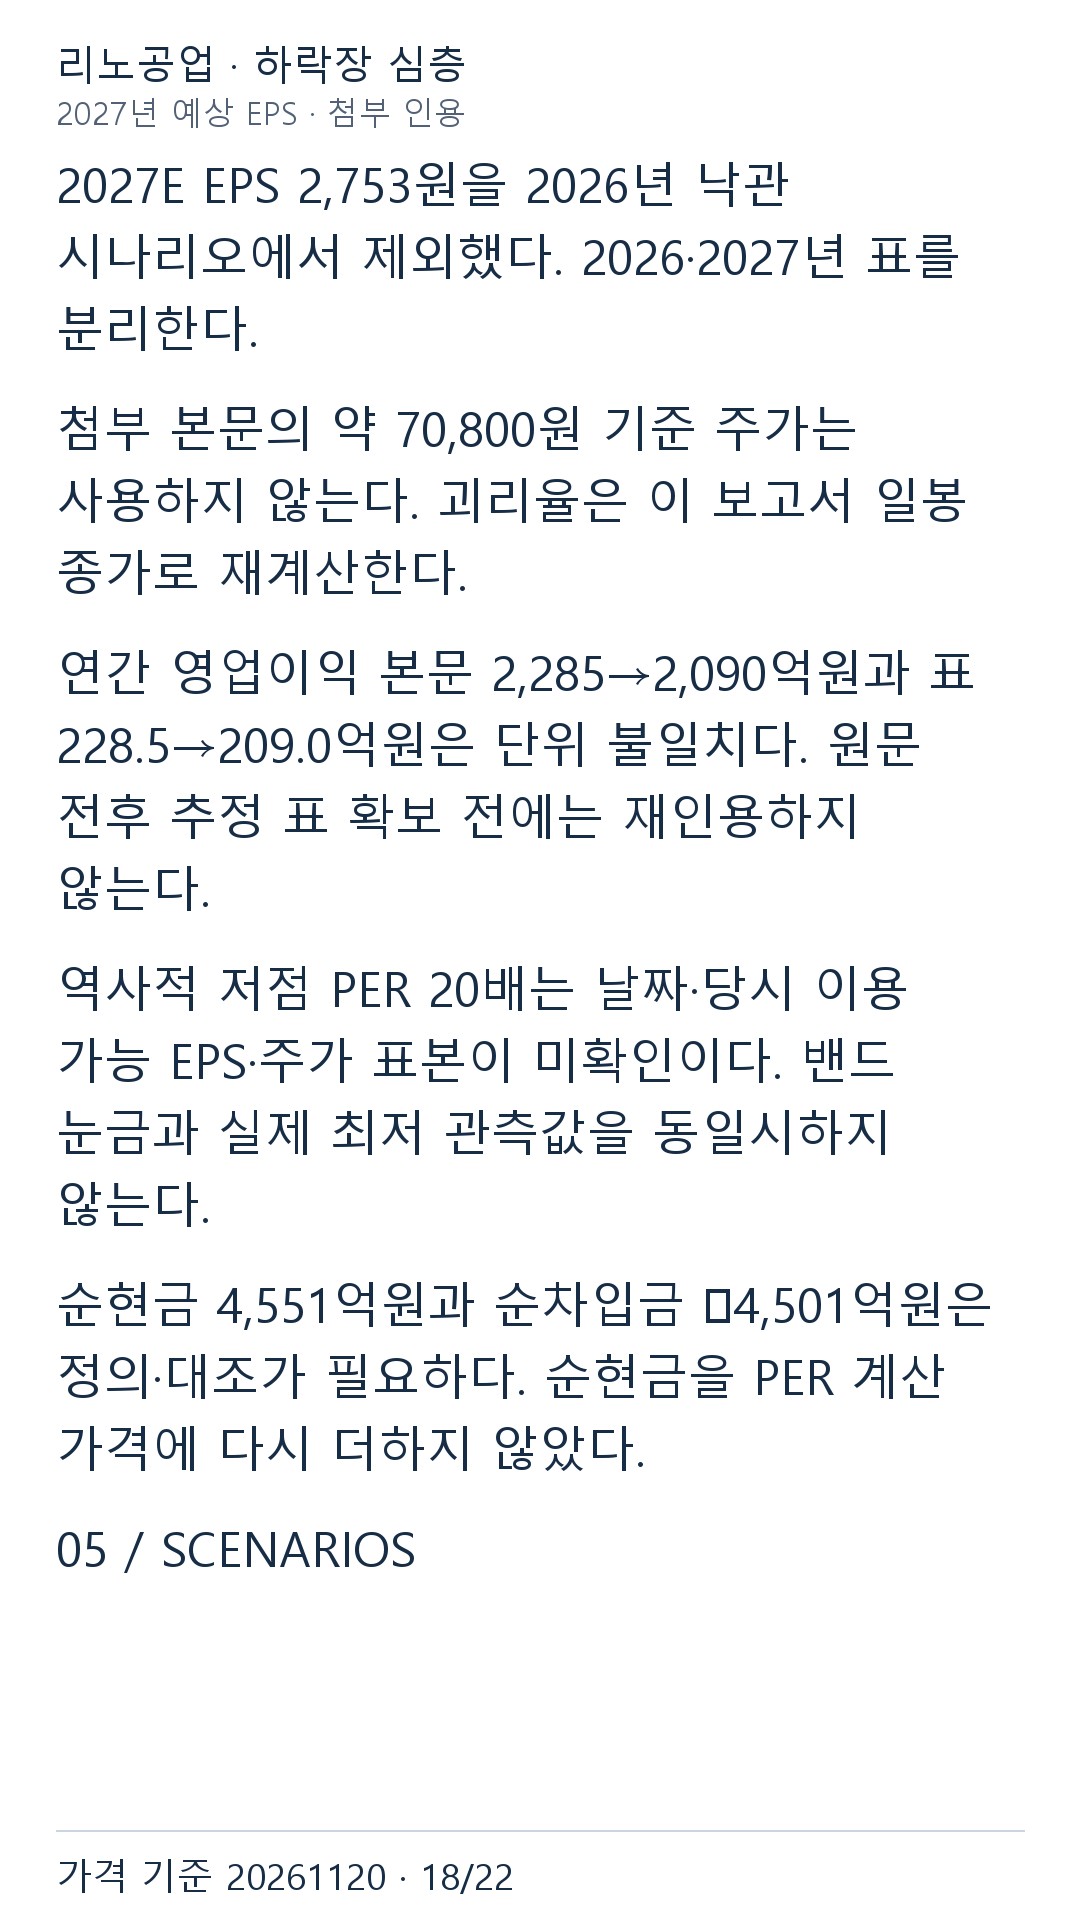 리노공업 · 하락장 심층
2027년 예상 EPS · 첨부 인용
2027E EPS 2,753원을 2026년 낙관
시나리오에서 제외했다. 2026·2027년 표를
분리한다.
첨부 본문의 약 70,800원 기준 주가는
사용하지 않는다. 괴리율은 이 보고서 일봉
종가로 재계산한다.
연간 영업이익 본문 2,285→2,090억원과 표
228.5→209.0억원은 단위 불일치다. 원문
전후 추정 표 확보 전에는 재인용하지
않는다.
역사적 저점 PER 20배는 날짜·당시 이용
가능 EPS·주가 표본이 미확인이다. 밴드
눈금과 실제 최저 관측값을 동일시하지
않는다.
순현금 4,551억원과 순차입금 □4,501억원은
정의·대조가 필요하다. 순현금을 PER 계산
가격에 다시 더하지 않았다.
05 / SCENARIOS
가격 기준 20261120 · 18/22